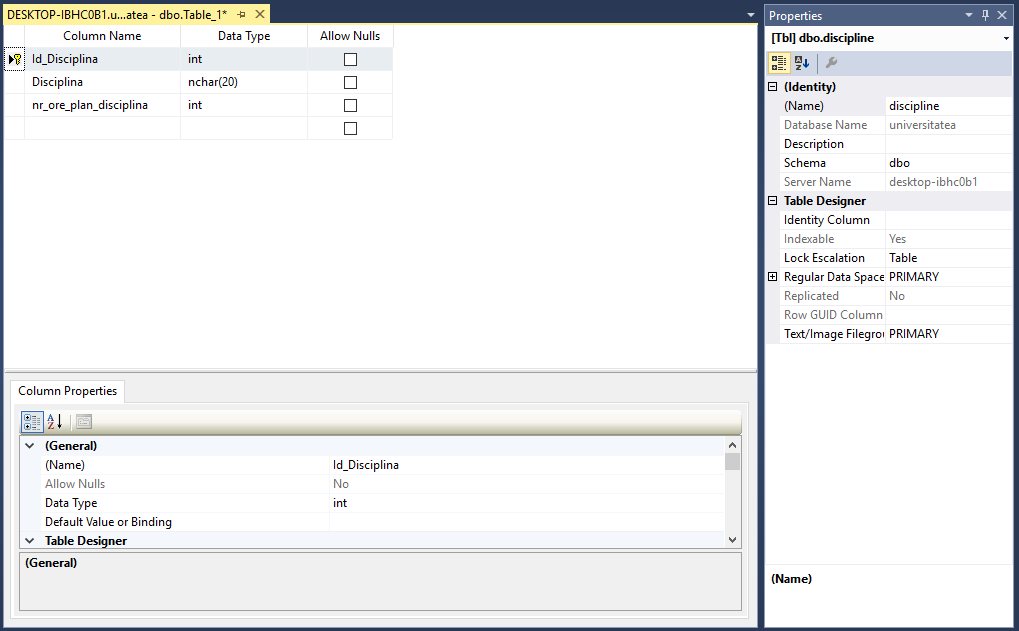 DESKTOP-IBHC0B1.u...atea - dbo.Table_1*
Column Name Data Type Allow Nulls
Id_Disciplina int
Disciplina nchar(20)
nr_ore_plan_disciplina int
Column Properties
(General)
(Name) Id_Disciplina
Allow Nulls No
Data Type int
Default Value or Binding
Table Designer
(General)
Properties
[Tbl] dbo.discipline
(Identity)
(Name) discipline
Database Name universitatea
Description
Schema dbo
Server Name desktop-ibhc0b1
Table Designer
Identity Column
Indexable Yes
Lock Escalation Table
Regular Data Space PRIMARY
Replicated No
Row GUID Column
Text/Image Filegrou PRIMARY
(Name)